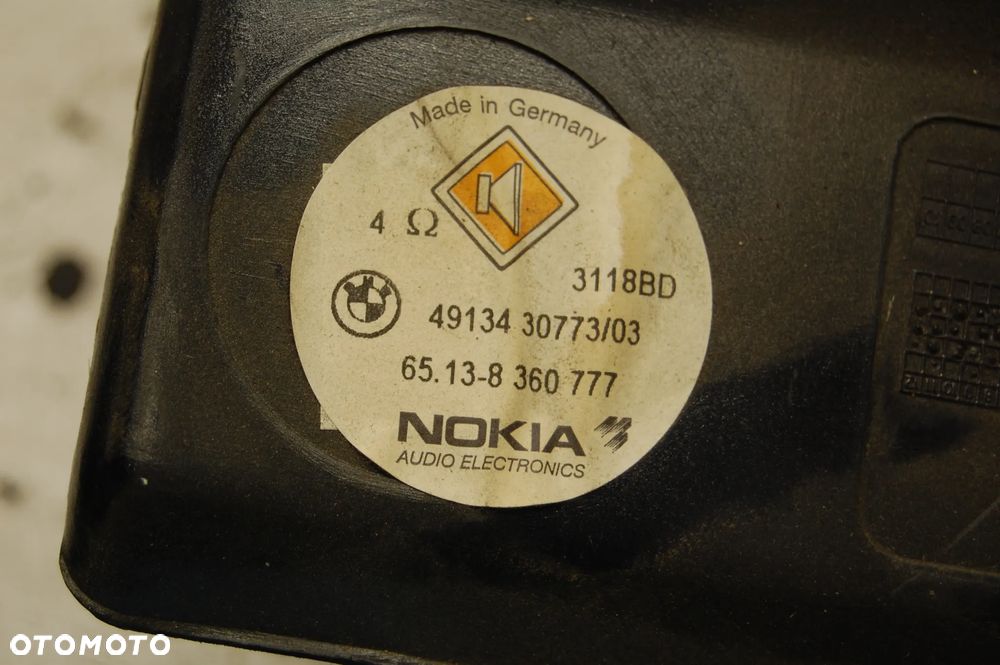 Made in Germany
4 Ω
3118BD
49134 30773/03
65.13-8 360 777
NOKIA
AUDIO ELECTRONICS
OTOMOTO